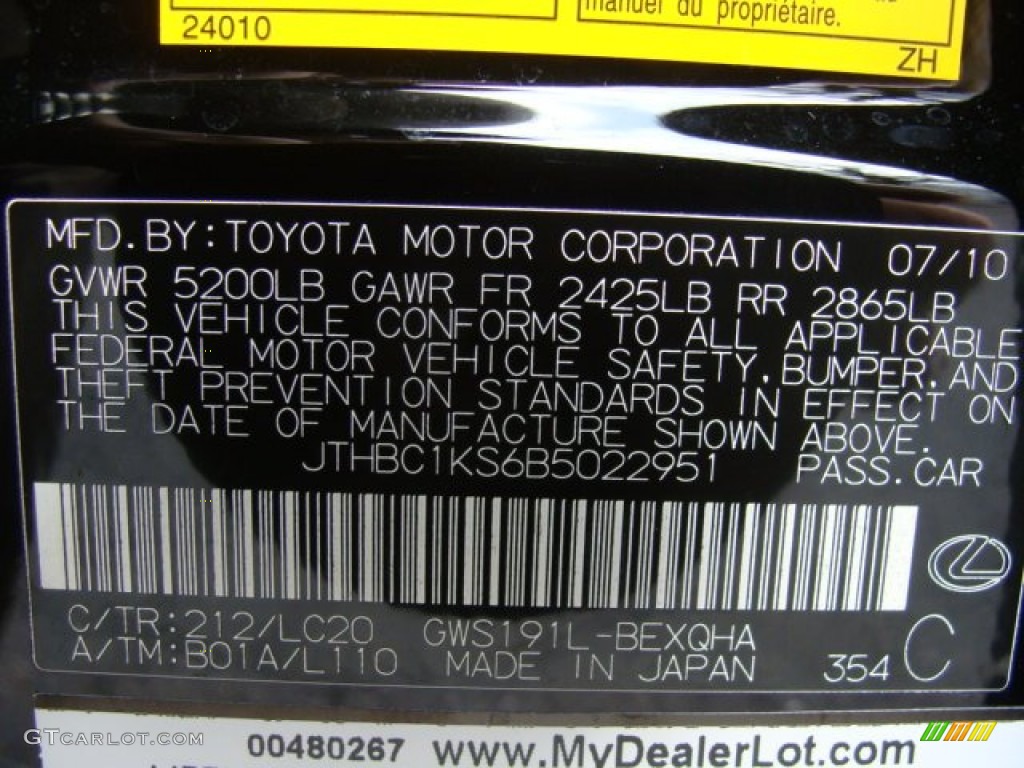 manuel du propriétaire.
24010
ZH
MFD.BY:TOYOTA MOTOR CORPORATION 07/10
GVWR 5200LB GAWR FR 2425LB RR 2865LB
THIS VEHICLE CONFORMS TO ALL APPLICABLE
FEDERAL MOTOR VEHICLE SAFETY,BUMPER,AND
THEFT PREVENTION STANDARDS IN EFFECT ON
THE DATE OF MANUFACTURE SHOWN ABOVE.
JTHBC1KS6B5022951 PASS.CAR
C/TR:212/LC20 GWS191L-BEXQHA C
A/TM:B01A/L110 MADE IN JAPAN 354
GTcarlot.com
00480267 www.MyDealerLot.com